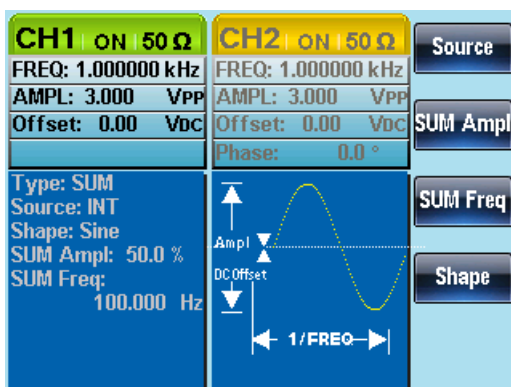 CH1 ON 50 Ω
FREQ: 1.000000 kHz
AMPL: 3.000 VPP
Offset: 0.00 VDC
CH2 ON 50 Ω
FREQ: 1.000000 kHz
AMPL: 3.000 VPP
Offset: 0.00 VDC
Phase: 0.0 °
Type: SUM
Source: INT
Shape: Sine
SUM Ampl: 50.0 %
SUM Freq:
100.000 Hz
Ampl
DC Offset
1/FREQ
Source
SUM Ampl
SUM Freq
Shape